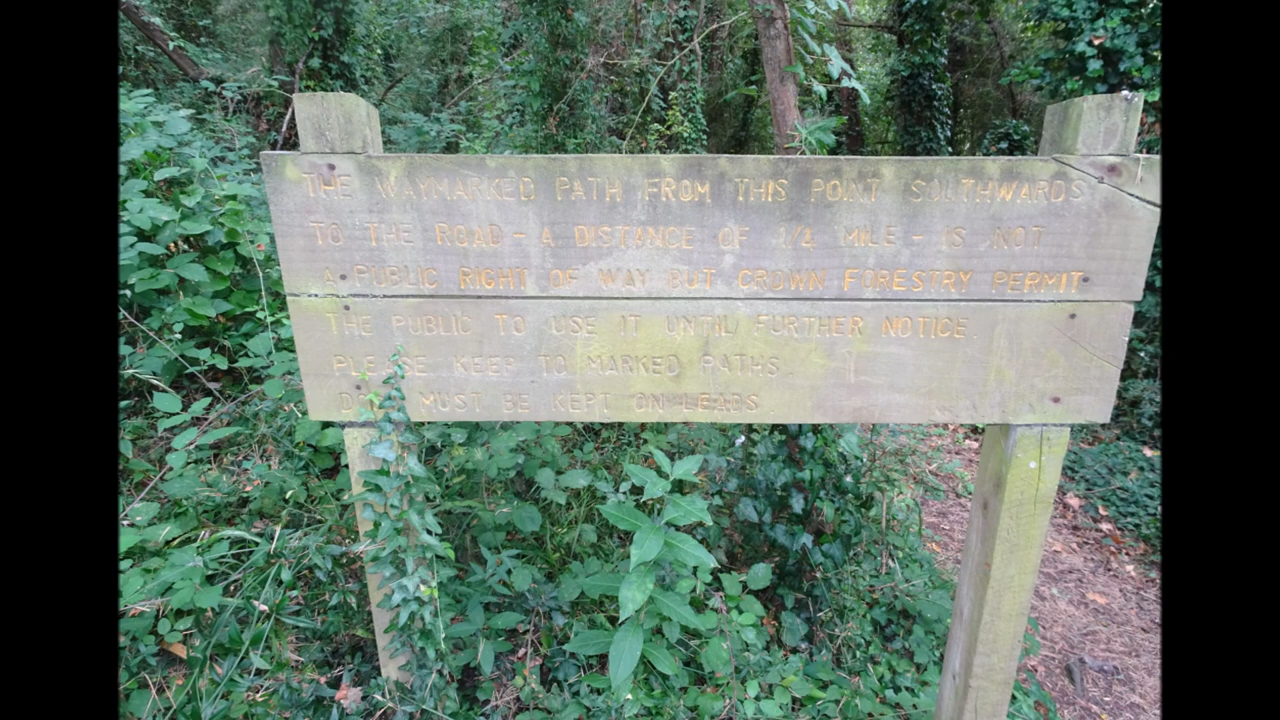 THE WAYMARKED PATH FROM THIS POINT SOUTHWARDS
TO THE ROAD - A DISTANCE OF 1/4 MILE - IS NOT
A PUBLIC RIGHT OF WAY BUT CROWN FORESTRY PERMIT
THE PUBLIC TO USE IT UNTIL FURTHER NOTICE.
PLEASE KEEP TO MARKED PATHS.
DOGS MUST BE KEPT ON LEADS.